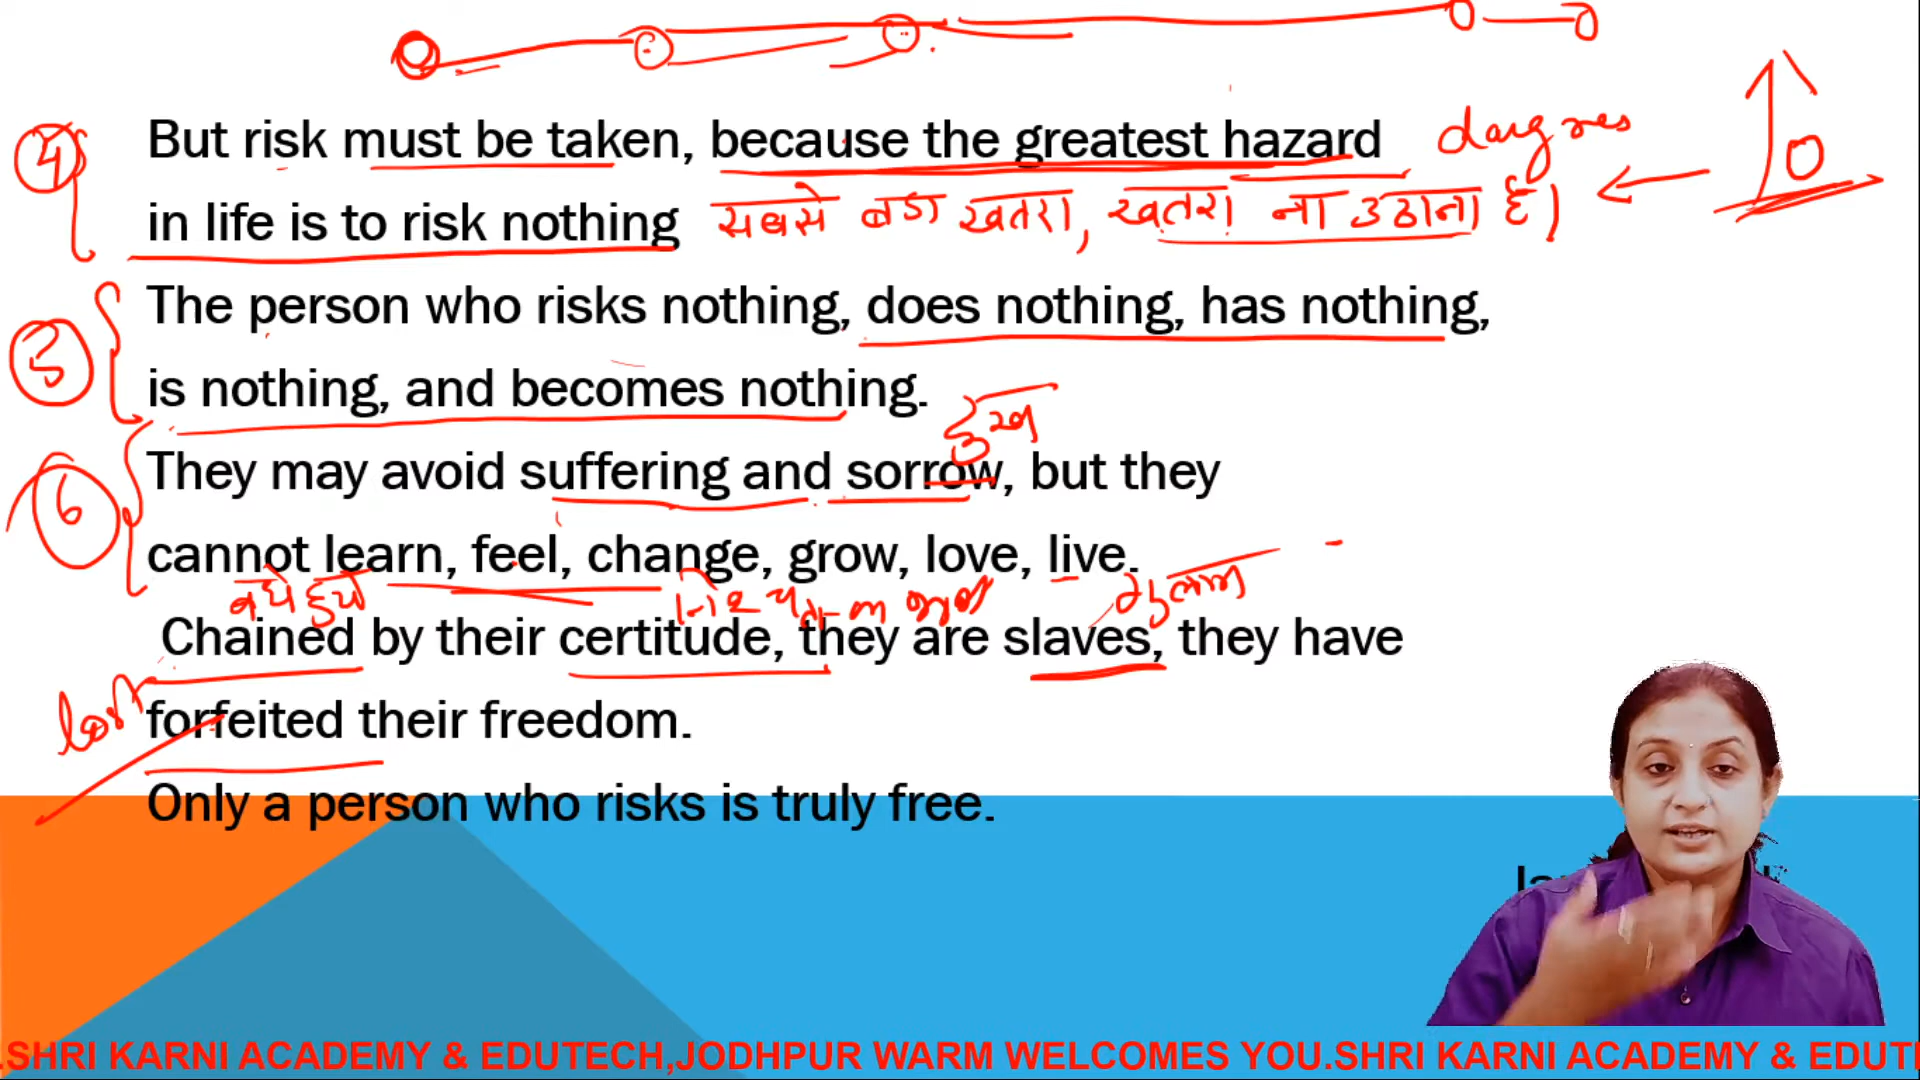 4 But risk must be taken, because the greatest hazard
in life is to risk nothing सबसे बडा खतरा, खतरा ना उठाना है।
5 The person who risks nothing, does nothing, has nothing,
is nothing, and becomes nothing.
6 They may avoid suffering and sorrow, but they
cannot learn, feel, change, grow, love, live.
Chained by their certitude, they are slaves, they have
forfeited their freedom.
Only a person who risks is truly free.
.SHRI KARNI ACADEMY & EDUTECH,JODHPUR WARM WELCOMES YOU.SHRI KARNI ACADEMY &